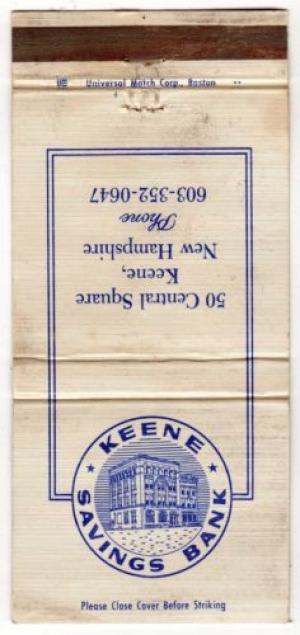 Universal Match Corp., Boston
50 Central Square
Keene,
New Hampshire
Phone
603-352-0647
KEENE
SAVINGS BANK
Please Close Cover Before Striking